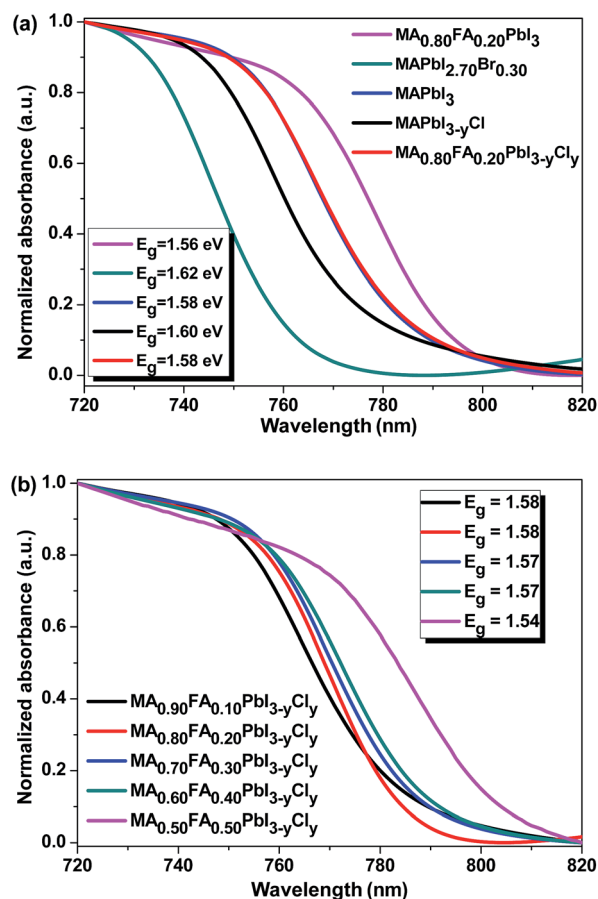 (a)
1.0
0.8
0.6
0.4
0.2
0.0
Normalized absorbance (a.u.)
MA0.80FA0.20PbI3
MAPbI2.70Br0.30
MAPbI3
MAPbI3-yCl
MA0.80FA0.20PbI3-yCly
Eg=1.56 eV
Eg=1.62 eV
Eg=1.58 eV
Eg=1.60 eV
Eg=1.58 eV
720 740 760 780 800 820
Wavelength (nm)
(b)
1.0
0.8
0.6
0.4
0.2
0.0
Normalized absorbance (a.u.)
Eg = 1.58
Eg = 1.58
Eg = 1.57
Eg = 1.57
Eg = 1.54
MA0.90FA0.10PbI3-yCly
MA0.80FA0.20PbI3-yCly
MA0.70FA0.30PbI3-yCly
MA0.60FA0.40PbI3-yCly
MA0.50FA0.50PbI3-yCly
720 740 760 780 800 820
Wavelength (nm)